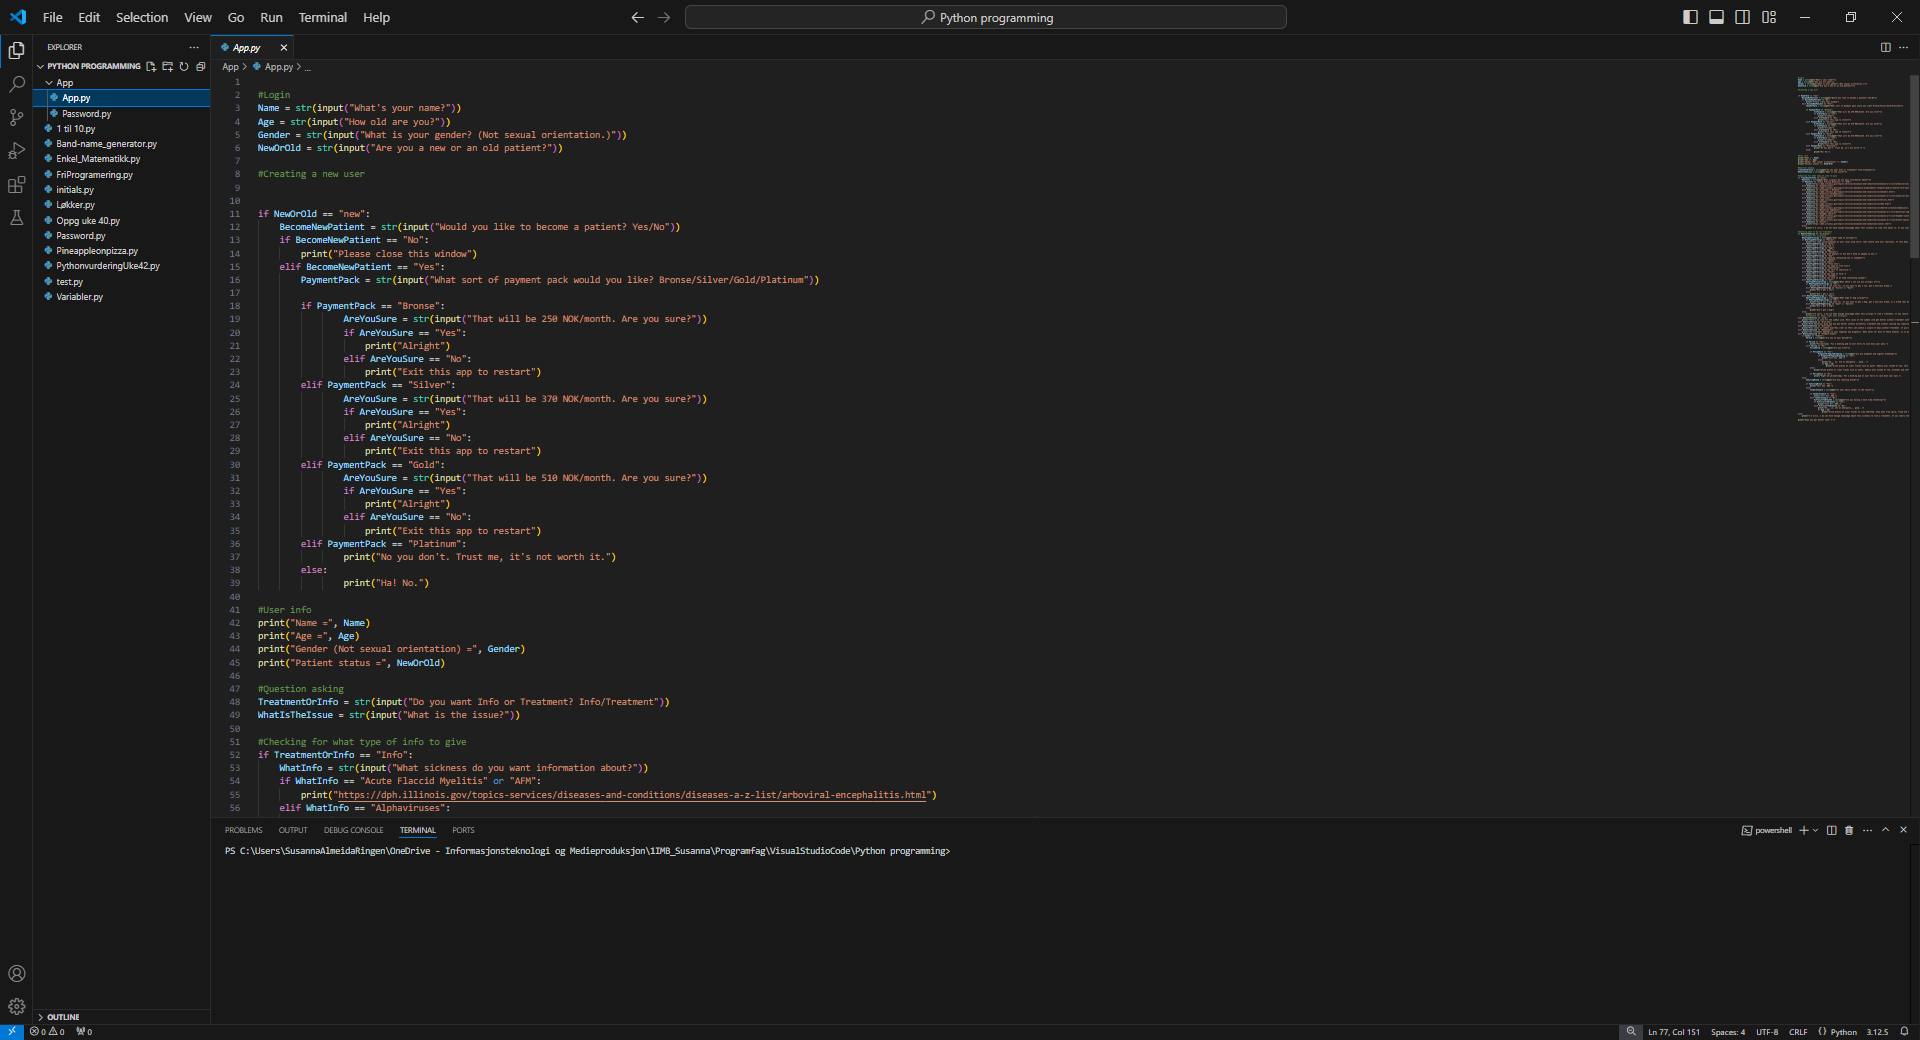 File Edit Selection View Go Run Terminal Help
Python programming
EXPLORER
PYTHON PROGRAMMING
App
App.py
Password.py
1 til 10.py
Band-name_generator.py
Enkel_Matematikk.py
FriProgramering.py
initials.py
Løkker.py
Oppg uke 40.py
Password.py
Pineappleonpizza.py
PythonvurderingUke42.py
test.py
Variabler.py
OUTLINE
App.py
App > App.py > ...
1
2 #Login
3 Name = str(input("What's your name?"))
4 Age = str(input("How old are you?"))
5 Gender = str(input("What is your gender? (Not sexual orientation.)"))
6 NewOrOld = str(input("Are you a new or an old patient?"))
7
8 #Creating a new user
9
10
11 if NewOrOld == "new":
12 BecomeNewPatient = str(input("Would you like to become a patient? Yes/No"))
13 if BecomeNewPatient == "No":
14 print("Please close this window")
15 elif BecomeNewPatient == "Yes":
16 PaymentPack = str(input("What sort of payment pack would you like? Bronse/Silver/Gold/Platinum"))
17
18 if PaymentPack == "Bronse":
19 AreYouSure = str(input("That will be 250 NOK/month. Are you sure?"))
20 if AreYouSure == "Yes":
21 print("Alright")
22 elif AreYouSure == "No":
23 print("Exit this app to restart")
24 elif PaymentPack == "Silver":
25 AreYouSure = str(input("That will be 370 NOK/month. Are you sure?"))
26 if AreYouSure == "Yes":
27 print("Alright")
28 elif AreYouSure == "No":
29 print("Exit this app to restart")
30 elif PaymentPack == "Gold":
31 AreYouSure = str(input("That will be 510 NOK/month. Are you sure?"))
32 if AreYouSure == "Yes":
33 print("Alright")
34 elif AreYouSure == "No":
35 print("Exit this app to restart")
36 elif PaymentPack == "Platinum":
37 print("No you don't. Trust me, it's not worth it.")
38 else:
39 print("Ha! No.")
40
41 #User info
42 print("Name =", Name)
43 print("Age =", Age)
44 print("Gender (Not sexual orientation) =", Gender)
45 print("Patient status =", NewOrOld)
46
47 #Question asking
48 TreatmentOrInfo = str(input("Do you want Info or Treatment? Info/Treatment"))
49 WhatIsTheIssue = str(input("What is the issue?"))
50
51 #Checking for what type of info to give
52 if TreatmentOrInfo == "Info":
53 WhatInfo = str(input("What sickness do you want information about?"))
54 if WhatInfo == "Acute Flaccid Myelitis" or "AFM":
55 print("https://dph.illinois.gov/topics-services/diseases-and-conditions/diseases-a-z-list/arboviral-encephalitis.html")
56 elif WhatInfo == "Alphaviruses":
PROBLEMS OUTPUT DEBUG CONSOLE TERMINAL PORTS
powershell
PS C:\Users\SusannaAlmeidaRingen\OneDrive - Informasjonsteknologi og Medieproduksjon\1IMB_Susanna\Programfag\VisualStudioCode\Python programming>
0 0 0
Ln 77, Col 151 Spaces: 4 UTF-8 CRLF {} Python 3.12.5